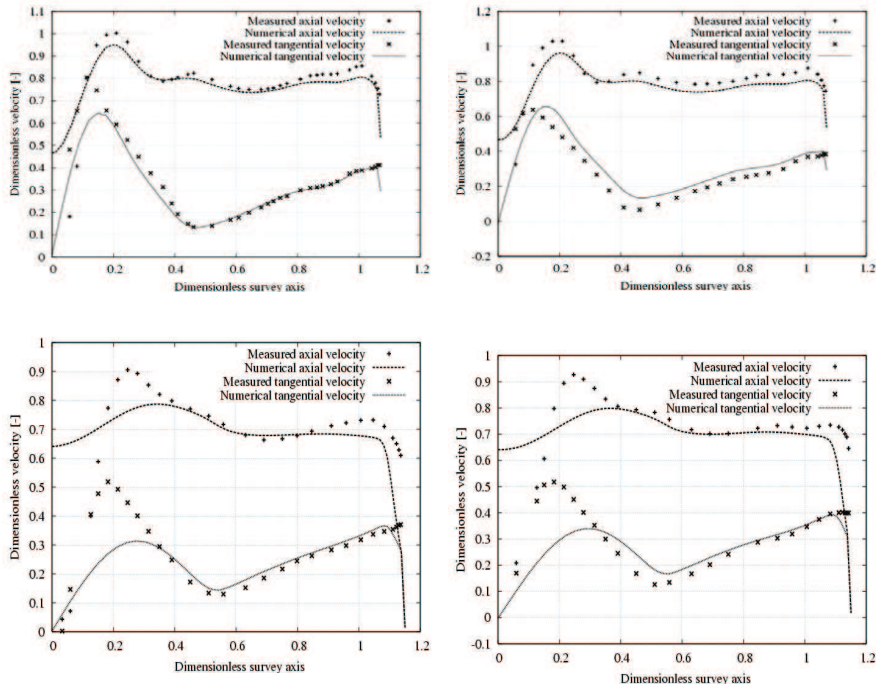 Measured axial velocity
Numerical axial velocity
Measured tangential velocity
Numerical tangential velocity
Dimensionless velocity [-]
1.1
1
0.9
0.8
0.7
0.6
0.5
0.4
0.3
0.2
0.1
0
0 0.2 0.4 0.6 0.8 1 1.2
Dimensionless survey axis
Measured axial velocity
Numerical axial velocity
Measured tangential velocity
Numerical tangential velocity
Dimensionless velocity [-]
1.2
1
0.8
0.6
0.4
0.2
0
-0.2
0 0.2 0.4 0.6 0.8 1 1.2
Dimensionless survey axis
Measured axial velocity
Numerical axial velocity
Measured tangential velocity
Numerical tangential velocity
Dimensionless velocity [-]
1
0.9
0.8
0.7
0.6
0.5
0.4
0.3
0.2
0.1
0
0 0.2 0.4 0.6 0.8 1 1.2
Dimensionless survey axis
Measured axial velocity
Numerical axial velocity
Measured tangential velocity
Numerical tangential velocity
Dimensionless velocity [-]
1
0.9
0.8
0.7
0.6
0.5
0.4
0.3
0.2
0.1
0
-0.1
0 0.2 0.4 0.6 0.8 1 1.2
Dimensionless survey axis